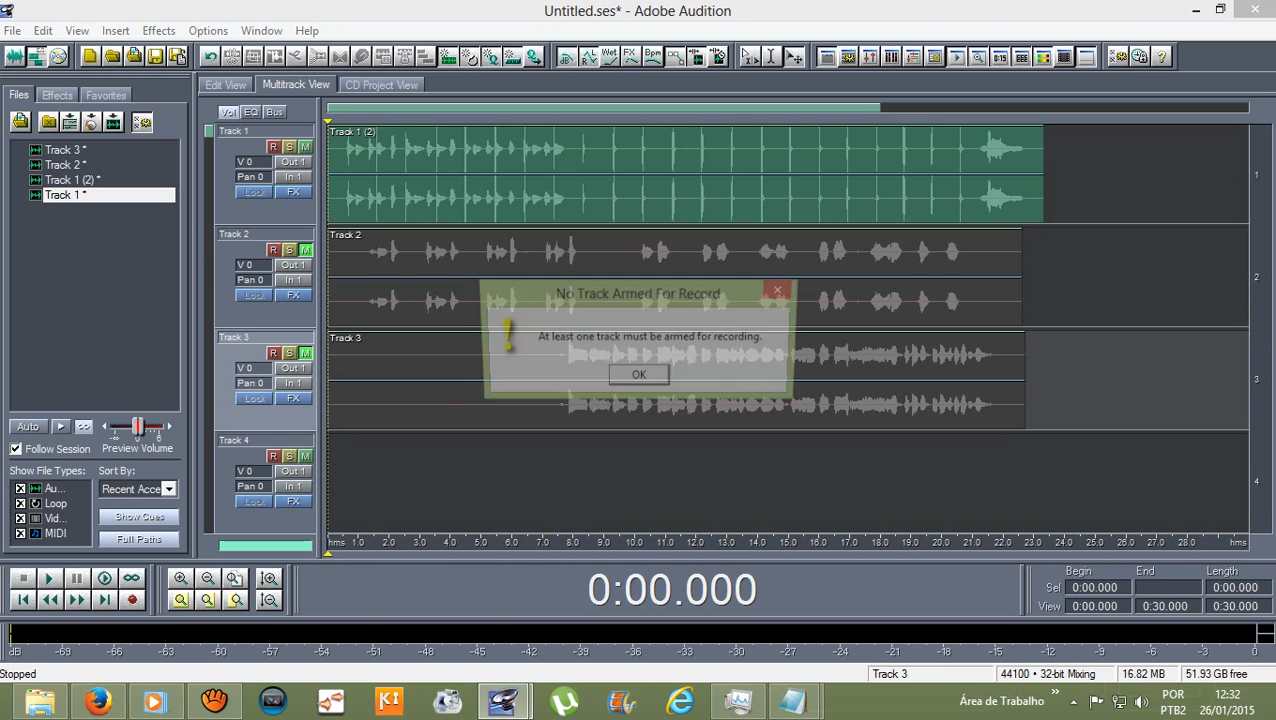 Untitled.ses* - Adobe Audition
File Edit View Insert Effects Options Window Help
Edit View Multitrack View CD Project View
Files Effects Favorites
Vol EQ Bus
Track 3 *
Track 2 *
Track 1 (2) *
Track 1 *
Track 1
R S M
V 0 Out 1
Pan 0 In 1
Lock FX
Track 1 (2)
1
Track 2
R S M
V 0 Out 1
Pan 0 In 1
Lock FX
Track 2
2
Track 3
R S M
V 0 Out 1
Pan 0 In 1
Lock FX
Track 3
3
Track 4
R S M
V 0 Out 1
Pan 0 In 1
Lock FX
4
No Track Armed For Record
At least one track must be armed for recording.
OK
Auto
-∞ 0 6
Follow Session Preview Volume
Show File Types: Sort By:
Au... Recent Acce
Loop
Vid... Show Cues
MIDI Full Paths
hms 1.0 2.0 3.0 4.0 5.0 6.0 7.0 8.0 9.0 10.0 11.0 12.0 13.0 14.0 15.0 16.0 17.0 18.0 19.0 20.0 21.0 22.0 23.0 24.0 25.0 26.0 27.0 28.0 hms
0:00.000
Begin End Length
Sel 0:00.000 0:00.000
View 0:00.000 0:30.000 0:30.000
dB -69 -66 -63 -60 -57 -54 -51 -48 -45 -42 -39 -36 -33 -30 -27 -24 -21 -18 -15 -12 -9 -6 -3 0
Stopped Track 3 44100 • 32-bit Mixing 16.82 MB 51.93 GB free
Área de Trabalho
POR
PTB2
12:32
26/01/2015